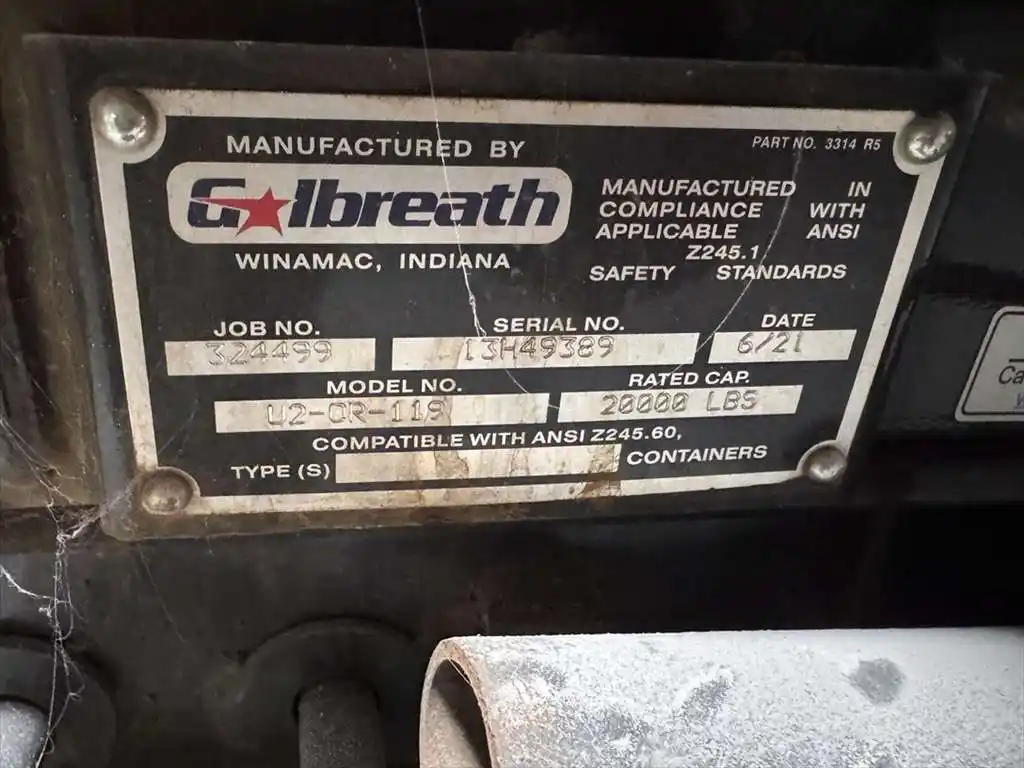 MANUFACTURED BY
PART NO. 3314 R5
Galbreath
WINAMAC, INDIANA
MANUFACTURED IN
COMPLIANCE WITH
APPLICABLE ANSI
Z245.1
SAFETY STANDARDS
JOB NO.
324499
SERIAL NO.
13H49389
DATE
6/21
MODEL NO.
U2-OR-118
RATED CAP.
20000 LBS
COMPATIBLE WITH ANSI Z245.60,
TYPE (S)
CONTAINERS
Ca